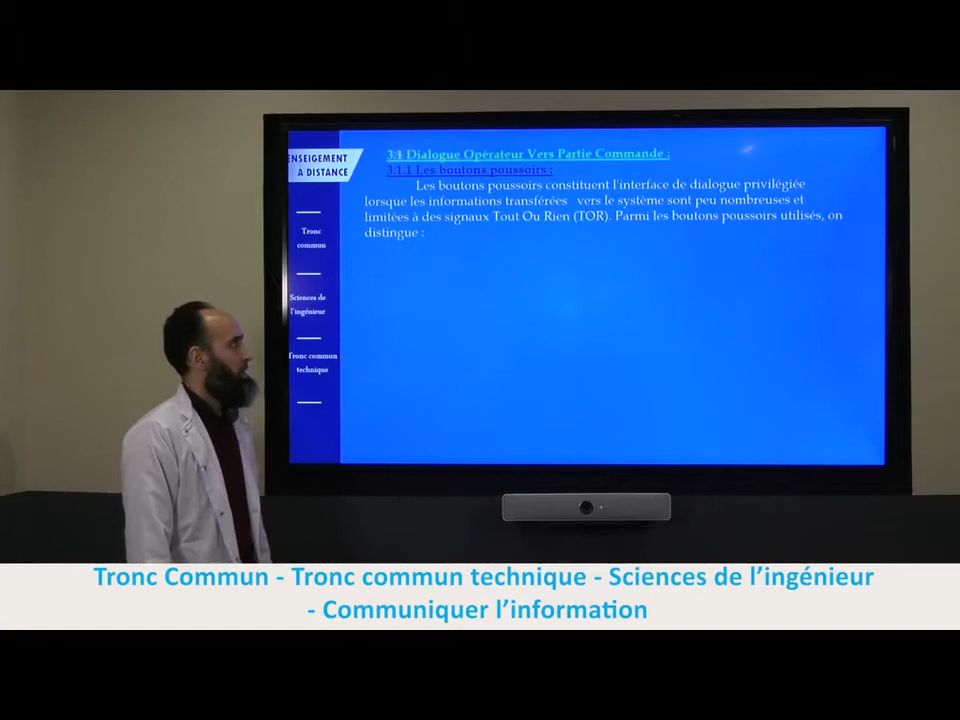 ENSEIGEMENT
A DISTANCE
Tronc
commun
Sciences de
l'ingénieur
Tronc commun
technique
3.1 Dialogue Opérateur Vers Partie Commande :
3.1.1 Les boutons poussoirs :
Les boutons poussoirs constituent l'interface de dialogue privilégiée
lorsque les informations transférées vers le système sont peu nombreuses et
limitées à des signaux Tout Ou Rien (TOR). Parmi les boutons poussoirs utilisés, on
distingue :
Tronc Commun - Tronc commun technique - Sciences de l’ingénieur
- Communiquer l’information